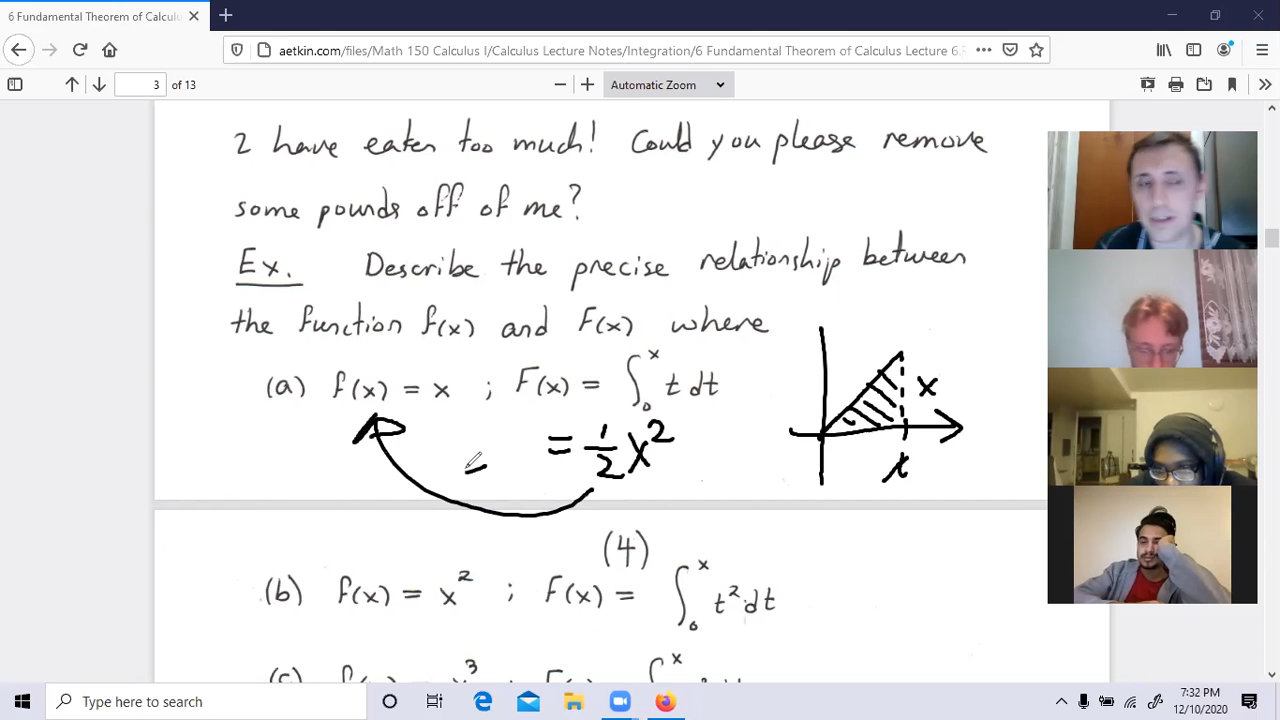 6 Fundamental Theorem of Calculu
aetkin.com/files/Math 150 Calculus I/Calculus Lecture Notes/Integration/6 Fundamental Theorem of Calculus Lecture 6.
3 of 13
Automatic Zoom
2 have eaten too much! Could you please remove
some pounds off of me?
Ex. Describe the precise relationship between
the function f(x) and F(x) where
(a) f(x) = x ; F(x) = ∫₀ˣ t dt
= ½ x²
x
x
(4)
(b) f(x) = x² ; F(x) = ∫₀ˣ t² dt
Type here to search
7:32 PM
12/10/2020